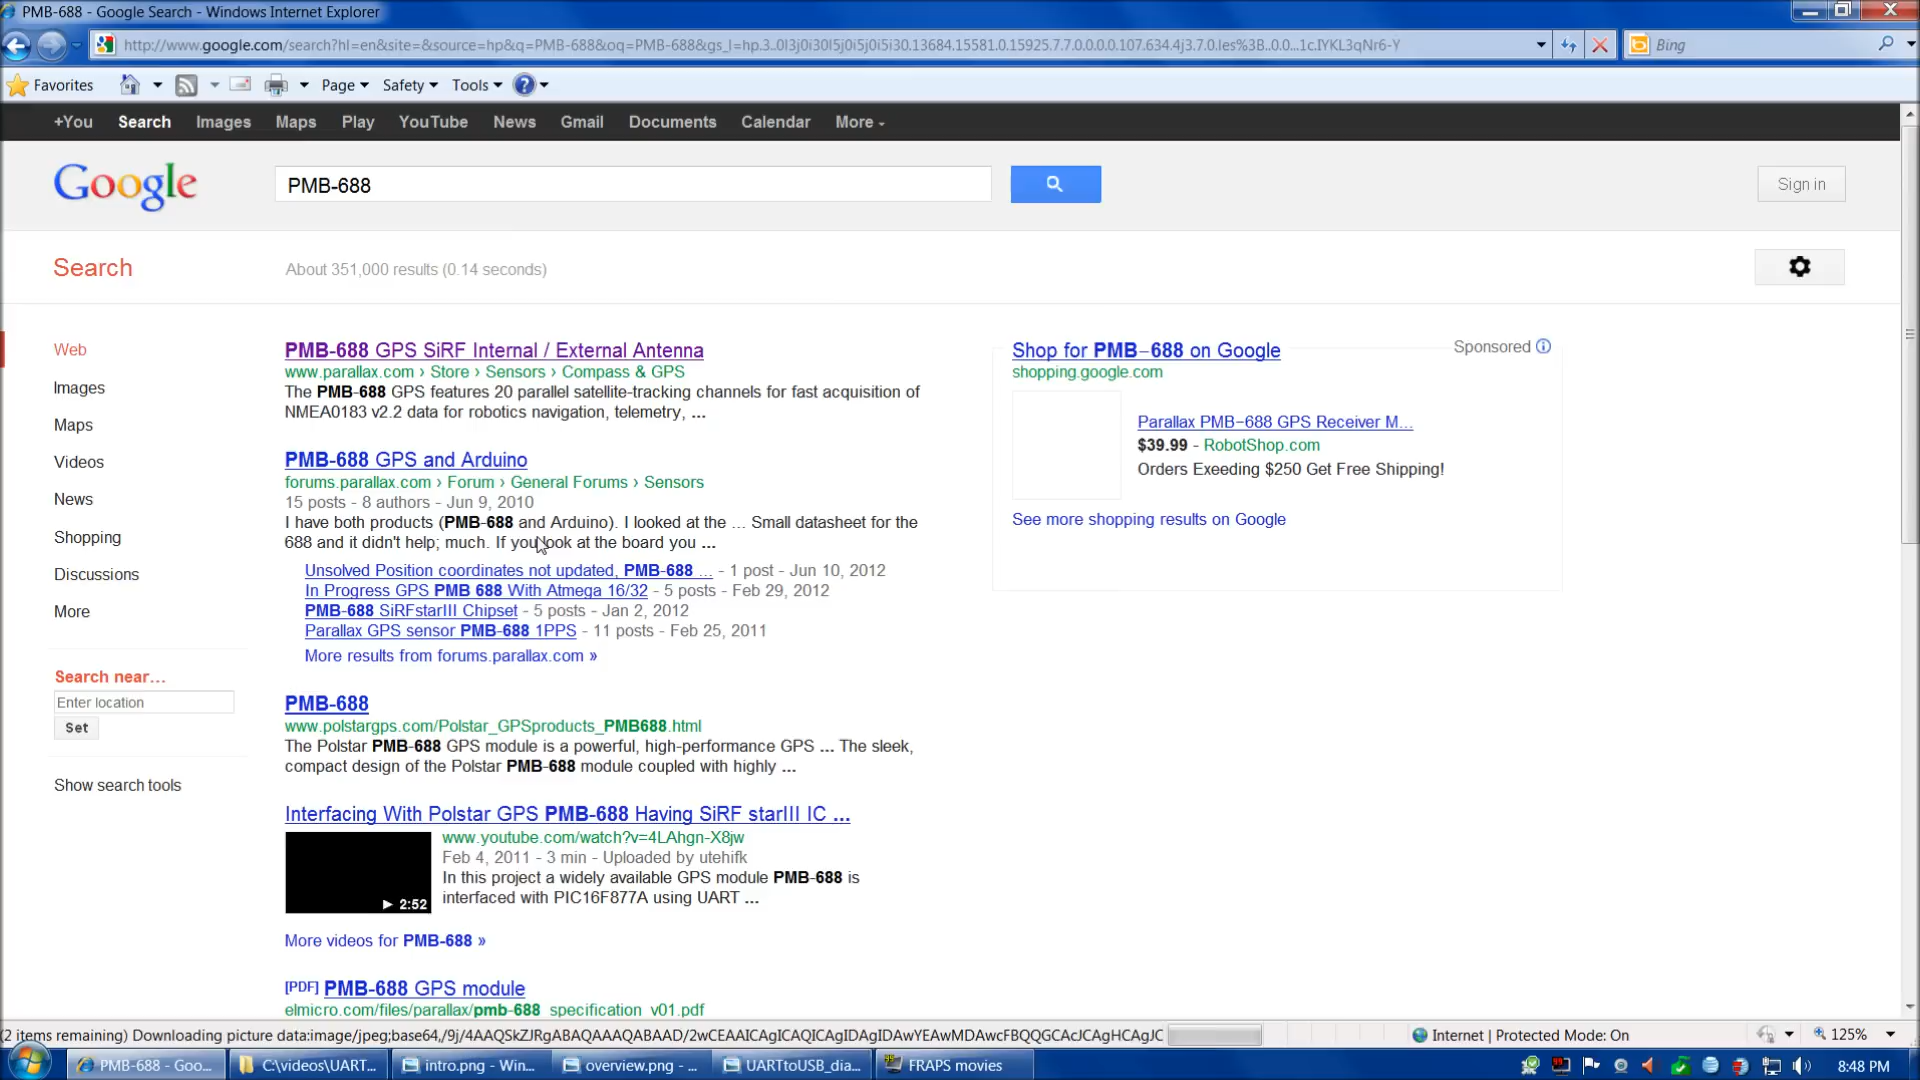 PMB-688 - Google Search - Windows Internet Explorer
http://www.google.com/search?hl=en&site=&source=hp&q=PMB-688&oq=PMB-688&gs_l=hp.3..0l3j0i30l5j0i5j0i5i30.13684.15581.0.15925.7.7.0.0.0.0.107.634.4j3.7.0.les%3B..0.0...1c.IYKL3qNr6-Y
Bing
Favorites Page Safety Tools
+You Search Images Maps Play YouTube News Gmail Documents Calendar More
Google PMB-688 Sign in
Search About 351,000 results (0.14 seconds)
Web
Images
Maps
Videos
News
Shopping
Discussions
More
Search near...
Enter location
Set
Show search tools
PMB-688 GPS SiRF Internal / External Antenna
www.parallax.com › Store › Sensors › Compass & GPS
The PMB-688 GPS features 20 parallel satellite-tracking channels for fast acquisition of
NMEA0183 v2.2 data for robotics navigation, telemetry, ...
PMB-688 GPS and Arduino
forums.parallax.com › Forum › General Forums › Sensors
15 posts - 8 authors - Jun 9, 2010
I have both products (PMB-688 and Arduino). I looked at the ... Small datasheet for the
688 and it didn't help; much. If you look at the board you ...
Unsolved Position coordinates not updated, PMB-688 ... - 1 post - Jun 10, 2012
In Progress GPS PMB 688 With Atmega 16/32 - 5 posts - Feb 29, 2012
PMB-688 SiRFstarIII Chipset - 5 posts - Jan 2, 2012
Parallax GPS sensor PMB-688 1PPS - 11 posts - Feb 25, 2011
More results from forums.parallax.com »
PMB-688
www.polstargps.com/Polstar_GPSproducts_PMB688.html
The Polstar PMB-688 GPS module is a powerful, high-performance GPS ... The sleek,
compact design of the Polstar PMB-688 module coupled with highly ...
Interfacing With Polstar GPS PMB-688 Having SiRF starIII IC ...
www.youtube.com/watch?v=4LAhgn-X8jw
Feb 4, 2011 - 3 min - Uploaded by utehifk
In this project a widely available GPS module PMB-688 is
interfaced with PIC16F877A using UART ...
2:52
More videos for PMB-688 »
[PDF] PMB-688 GPS module
elmicro.com/files/parallax/pmb-688_specification_v01.pdf
Shop for PMB-688 on Google Sponsored
shopping.google.com
Parallax PMB-688 GPS Receiver M...
$39.99 - RobotShop.com
Orders Exeeding $250 Get Free Shipping!
See more shopping results on Google
(2 items remaining) Downloading picture data:image/jpeg;base64,/9j/4AAQSkZJRgABAQAAAQABAAD/2wCEAAICAgICAQICAgIDAgIDAwYEAwMDAwcFBQQGCAcJCAgHCAgJC Internet | Protected Mode: On 125%
PMB-688 - Goo... C:\videos\UART... intro.png - Win... overview.png - ... UARTtoUSB_dia... FRAPS movies 8:48 PM